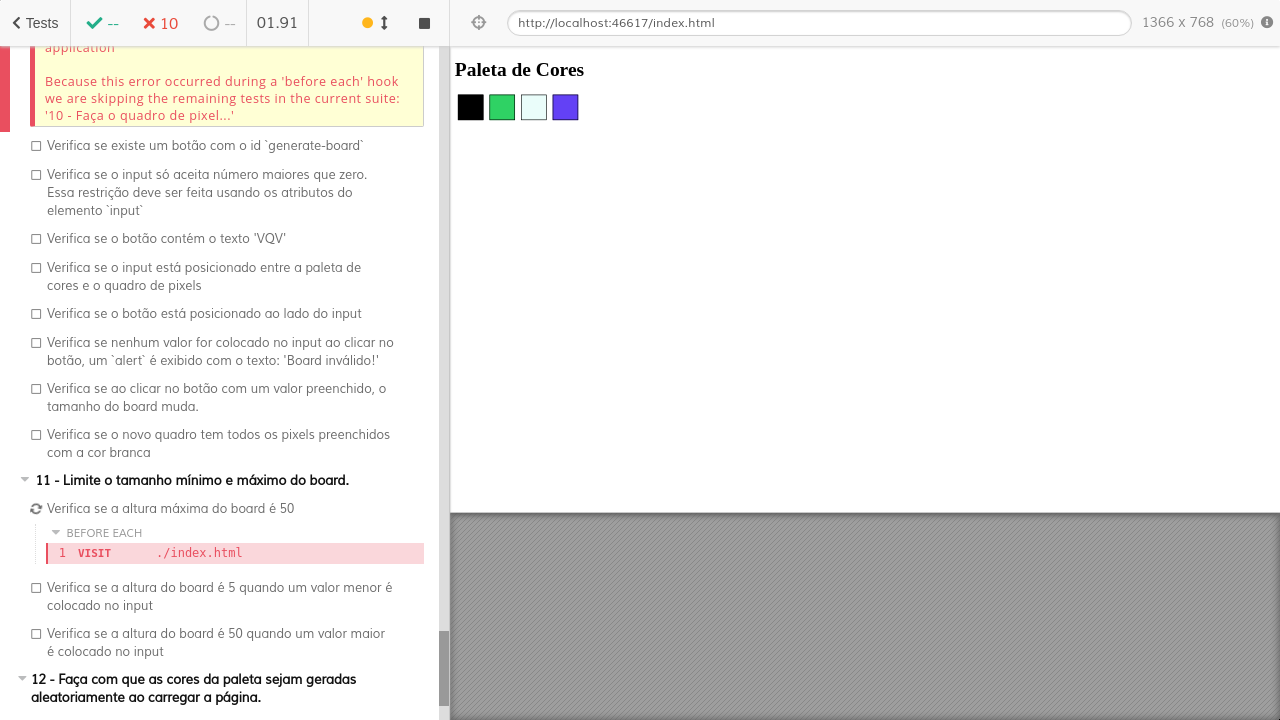 Tests
--
10
--
01.91
http://localhost:46617/index.html
1366 x 768 (60%)
application
Because this error occurred during a 'before each' hook
we are skipping the remaining tests in the current suite:
'10 - Faça o quadro de pixel...'
Verifica se existe um botão com o id `generate-board`
Verifica se o input só aceita número maiores que zero.
Essa restrição deve ser feita usando os atributos do
elemento `input`
Verifica se o botão contém o texto 'VQV'
Verifica se o input está posicionado entre a paleta de
cores e o quadro de pixels
Verifica se o botão está posicionado ao lado do input
Verifica se nenhum valor for colocado no input ao clicar no
botão, um `alert` é exibido com o texto: 'Board inválido!'
Verifica se ao clicar no botão com um valor preenchido, o
tamanho do board muda.
Verifica se o novo quadro tem todos os pixels preenchidos
com a cor branca
11 - Limite o tamanho mínimo e máximo do board.
Verifica se a altura máxima do board é 50
BEFORE EACH
1 VISIT ./index.html
Verifica se a altura do board é 5 quando um valor menor é
colocado no input
Verifica se a altura do board é 50 quando um valor maior
é colocado no input
12 - Faça com que as cores da paleta sejam geradas
aleatoriamente ao carregar a página.
Paleta de Cores